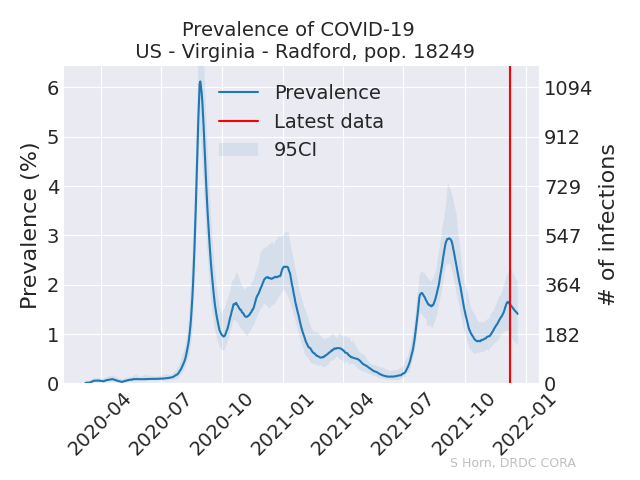 Prevalence of COVID-19
US - Virginia - Radford, pop. 18249
Prevalence (%)
6
5
4
3
2
1
0
Prevalence
Latest data
95CI
1094
912
729
547
364
182
0
# of infections
2020-04
2020-07
2020-10
2021-01
2021-04
2021-07
2021-10
2022-01
S Horn, DRDC CORA